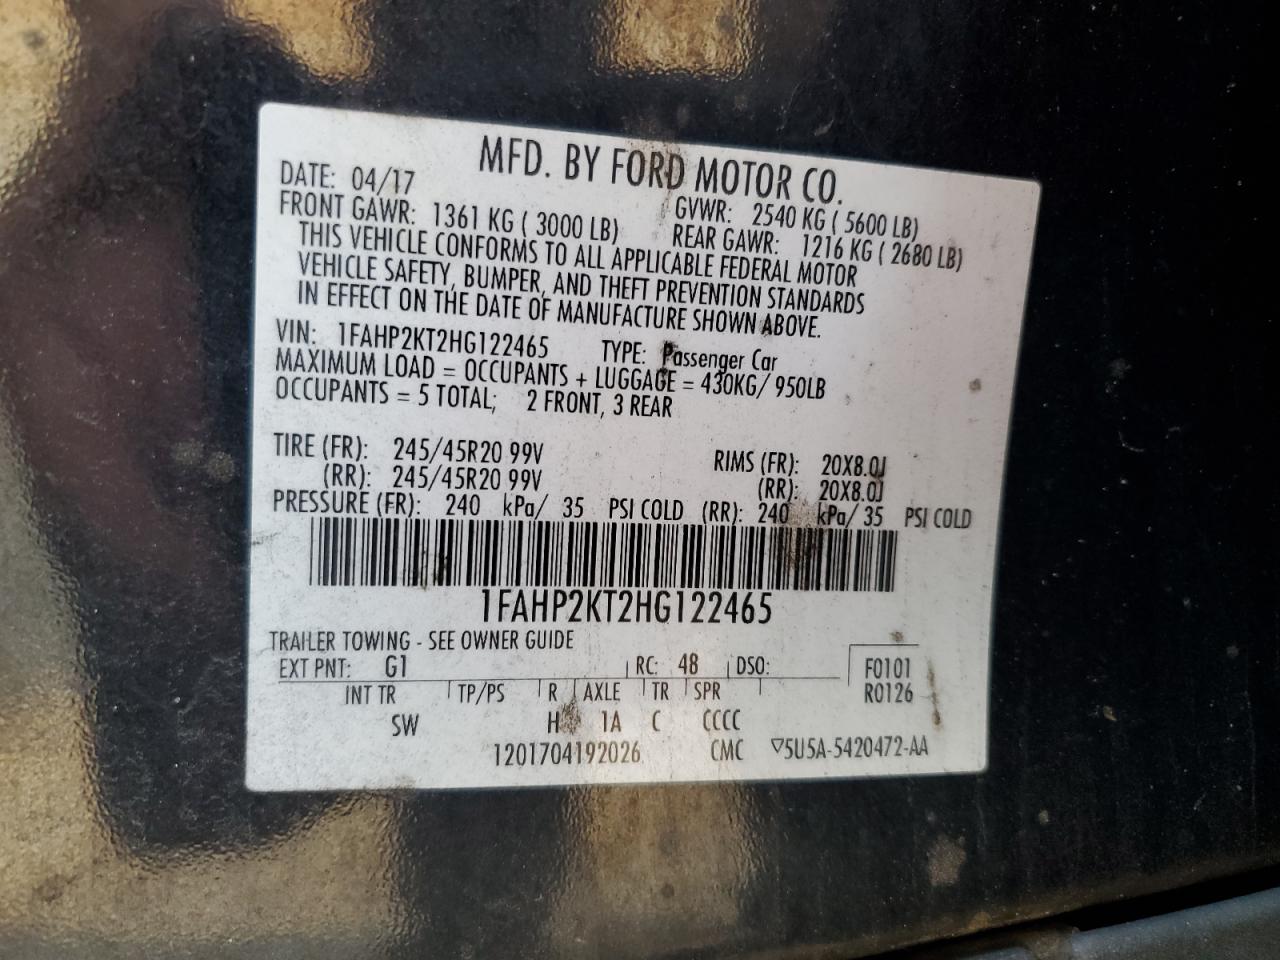 MFD. BY FORD MOTOR CO.
DATE: 04/17 GVWR: 2540 KG ( 5600 LB)
FRONT GAWR: 1361 KG ( 3000 LB) REAR GAWR: 1216 KG ( 2680 LB)
THIS VEHICLE CONFORMS TO ALL APPLICABLE FEDERAL MOTOR
VEHICLE SAFETY, BUMPER, AND THEFT PREVENTION STANDARDS
IN EFFECT ON THE DATE OF MANUFACTURE SHOWN ABOVE.
VIN: 1FAHP2KT2HG122465 TYPE: Passenger Car
MAXIMUM LOAD = OCCUPANTS + LUGGAGE = 430KG/ 950LB
OCCUPANTS = 5 TOTAL; 2 FRONT, 3 REAR
TIRE (FR): 245/45R20 99V RIMS (FR): 20X8.0J
(RR): 245/45R20 99V (RR): 20X8.0J
PRESSURE (FR): 240 kPa/ 35 PSI COLD (RR): 240 kPa/ 35 PSI COLD
1FAHP2KT2HG122465
TRAILER TOWING - SEE OWNER GUIDE
EXT PNT: G1 RC: 48 DSO: F0101
INT TR TP/PS R AXLE TR SPR R0126
SW H 1A C CCCC
1201704192026 CMC ▽5U5A-5420472-AA